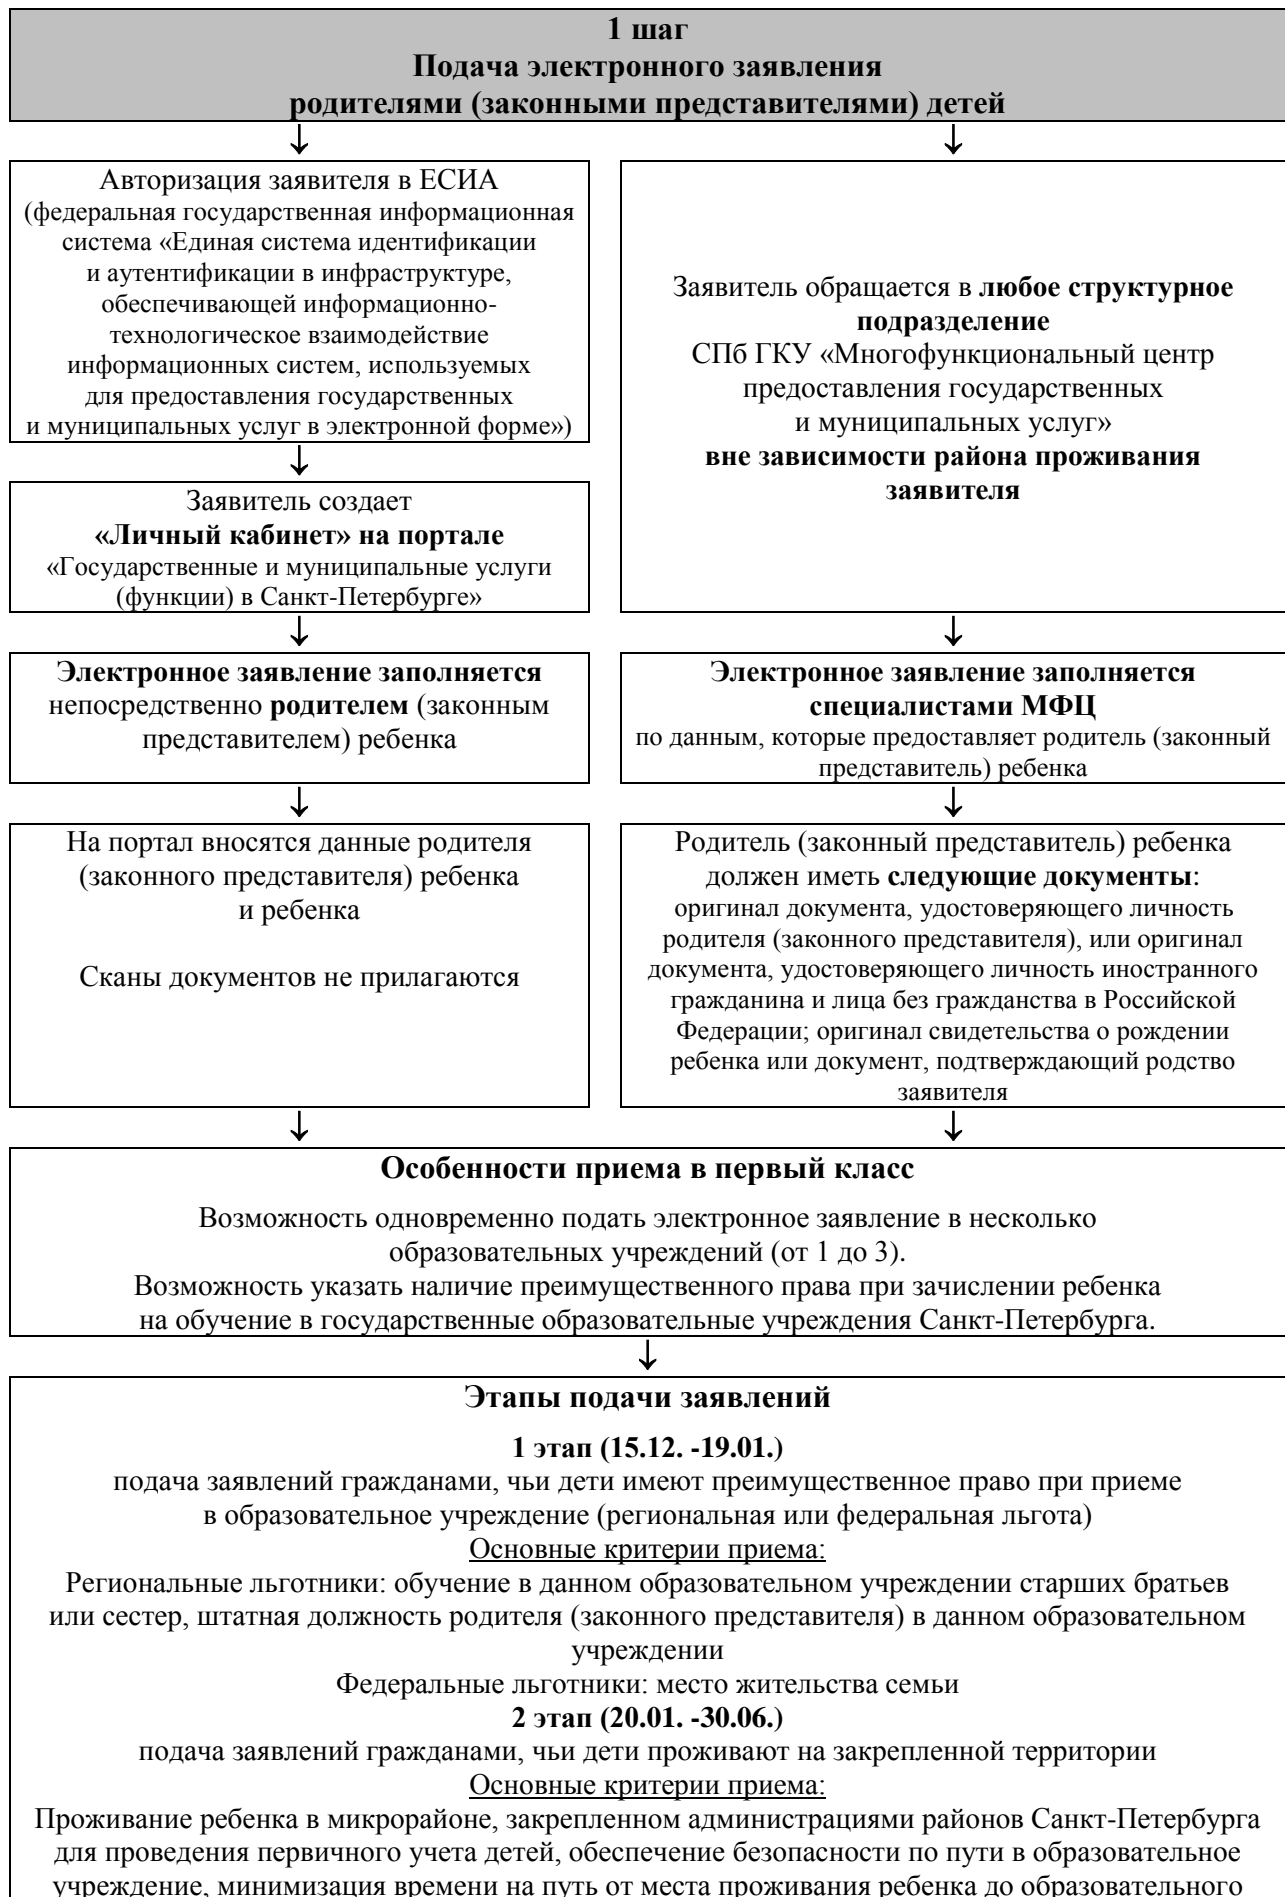 1 шаг
Подача электронного заявления
родителями (законными представителями) детей
↓
↓
Авторизация заявителя в ЕСИА
(федеральная государственная информационная
система «Единая система идентификации
и аутентификации в инфраструктуре,
обеспечивающей информационно-
технологическое взаимодействие
информационных систем, используемых
для предоставления государственных
и муниципальных услуг в электронной форме»)
↓
Заявитель создает
«Личный кабинет» на портале
«Государственные и муниципальные услуги
(функции) в Санкт-Петербурге»
Заявитель обращается в любое структурное
подразделение
СПб ГКУ «Многофункциональный центр
предоставления государственных
и муниципальных услуг»
вне зависимости района проживания
заявителя
↓
↓
Электронное заявление заполняется
непосредственно родителем (законным
представителем) ребенка
Электронное заявление заполняется
специалистами МФЦ
по данным, которые предоставляет родитель (законный
представитель) ребенка
↓
↓
На портал вносятся данные родителя
(законного представителя) ребенка
и ребенка
Сканы документов не прилагаются
Родитель (законный представитель) ребенка
должен иметь следующие документы:
оригинал документа, удостоверяющего личность
родителя (законного представителя), или оригинал
документа, удостоверяющего личность иностранного
гражданина и лица без гражданства в Российской
Федерации; оригинал свидетельства о рождении
ребенка или документ, подтверждающий родство
заявителя
↓
↓
Особенности приема в первый класс
Возможность одновременно подать электронное заявление в несколько
образовательных учреждений (от 1 до 3).
Возможность указать наличие преимущественного права при зачислении ребенка
на обучение в государственные образовательные учреждения Санкт-Петербурга.
↓
Этапы подачи заявлений
1 этап (15.12. -19.01.)
подача заявлений гражданами, чьи дети имеют преимущественное право при приеме
в образовательное учреждение (региональная или федеральная льгота)
Основные критерии приема:
Региональные льготники: обучение в данном образовательном учреждении старших братьев
или сестер, штатная должность родителя (законного представителя) в данном образовательном
учреждении
Федеральные льготники: место жительства семьи
2 этап (20.01. -30.06.)
подача заявлений гражданами, чьи дети проживают на закрепленной территории
Основные критерии приема:
Проживание ребенка в микрорайоне, закрепленном администрациями районов Санкт-Петербурга
для проведения первичного учета детей, обеспечение безопасности по пути в образовательное
учреждение, минимизация времени на путь от места проживания ребенка до образовательного